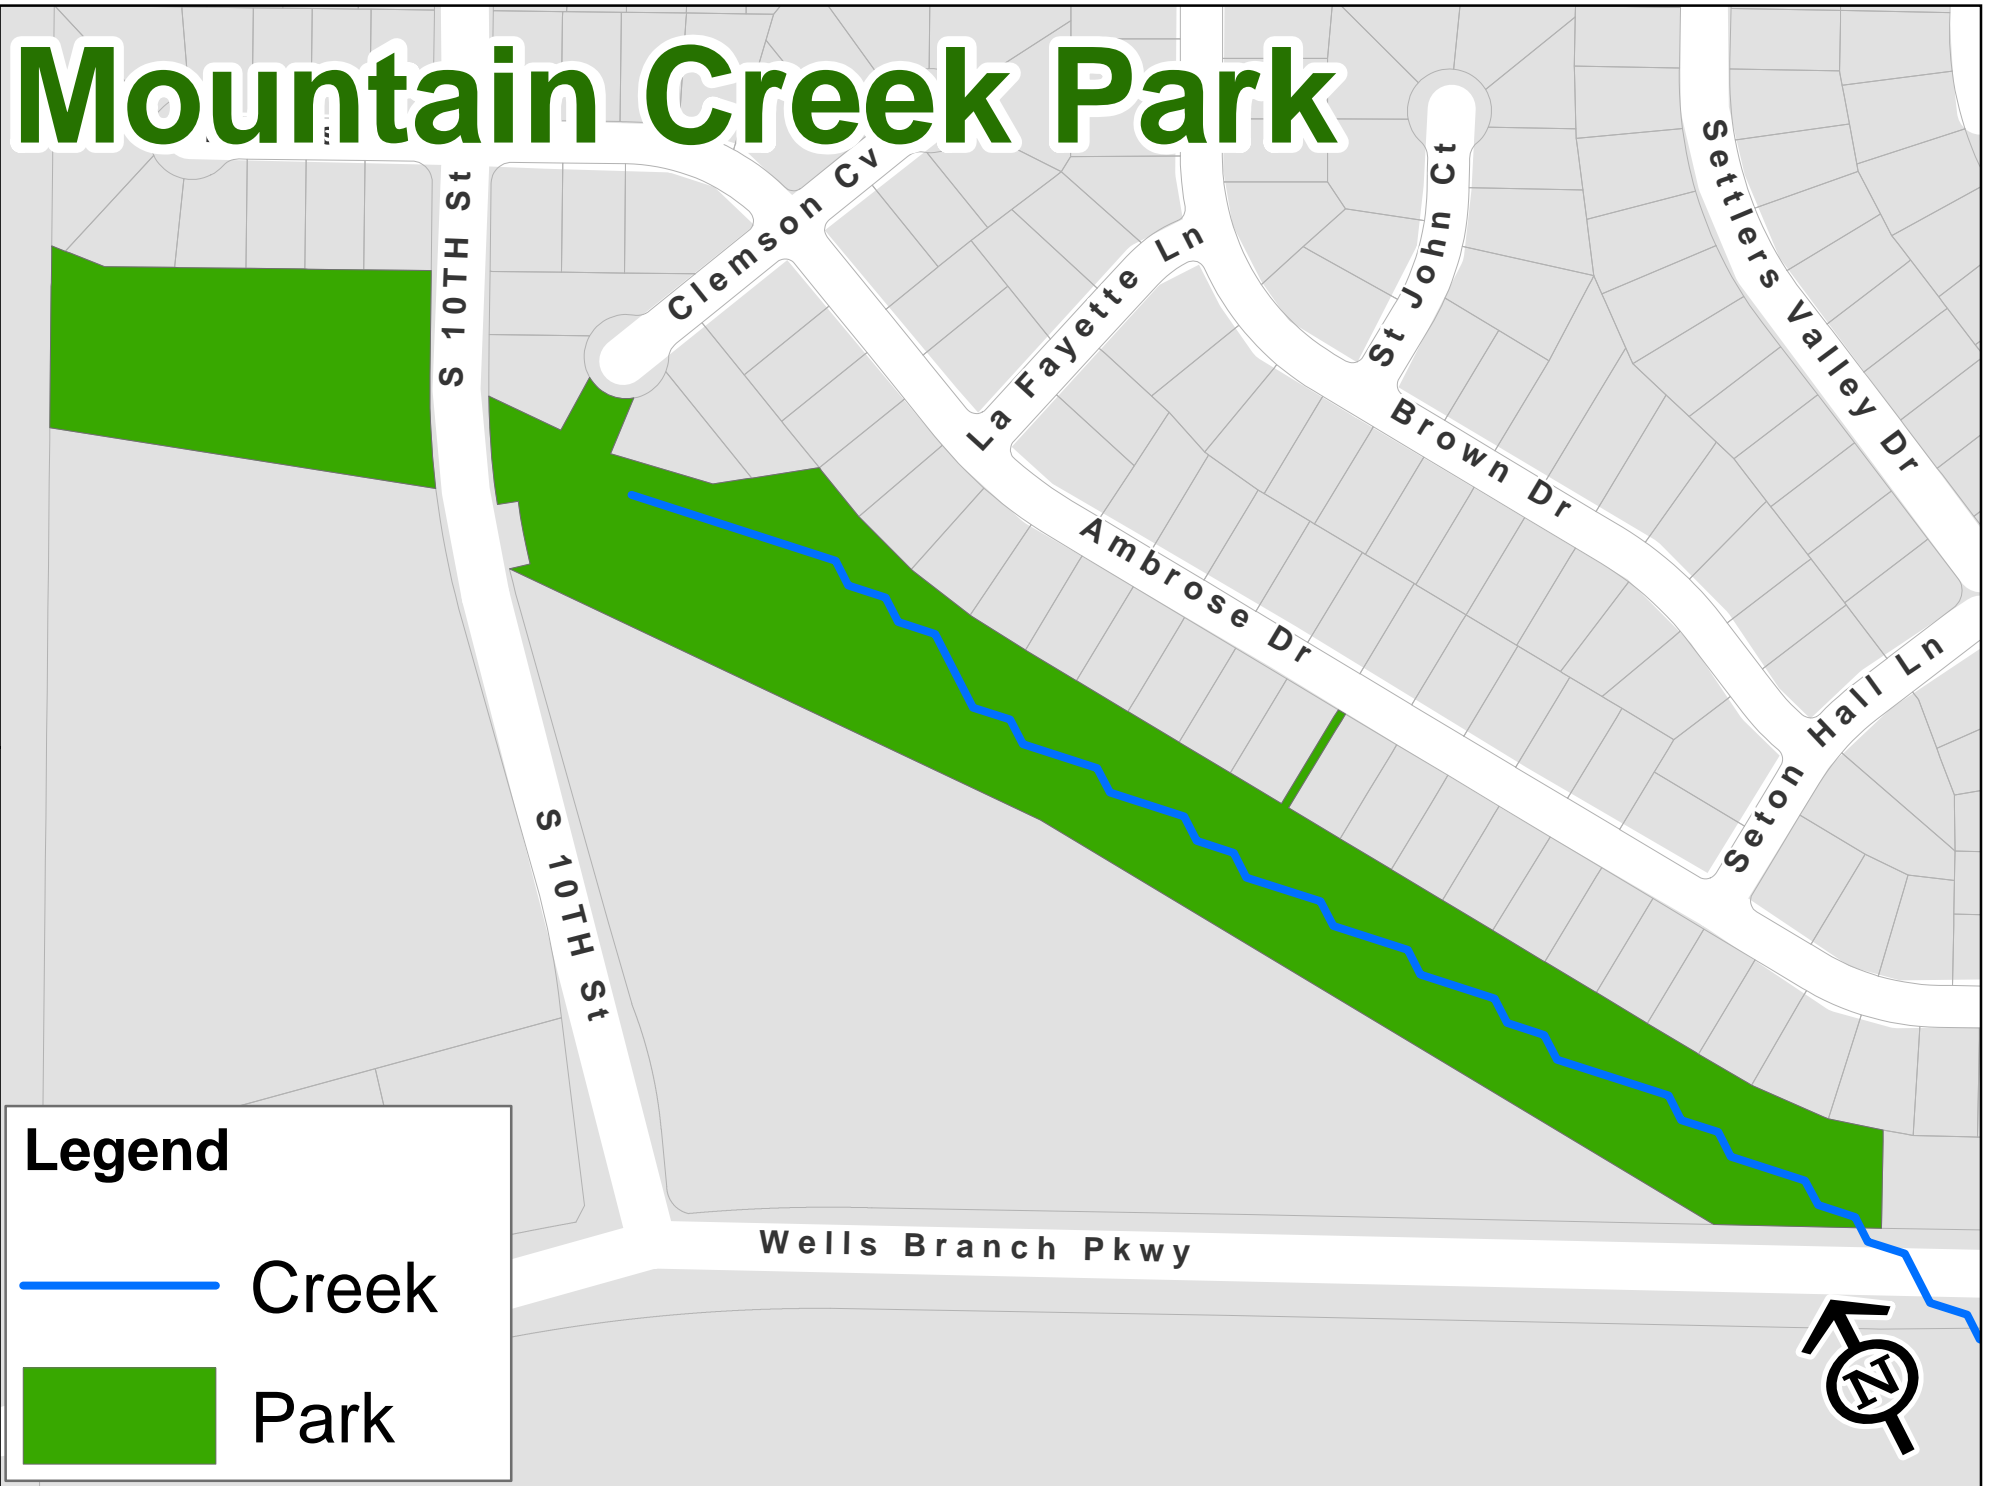 Mountain Creek Park
S 10TH St
Clemson Cv
La Fayette Ln
St John Ct
Settlers Valley Dr
Brown Dr
Ambrose Dr
Seton Hall Ln
S 10TH St
Wells Branch Pkwy
Legend
Creek
Park
N